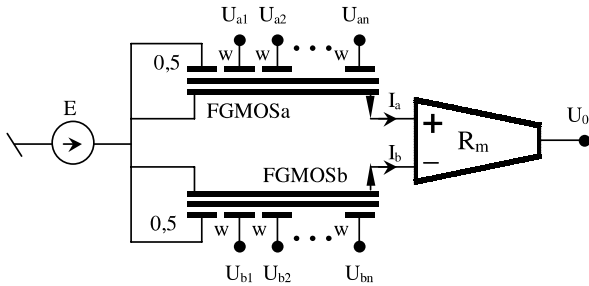 Ua1 Ua2 Uan
0,5 w w w
E
FGMOSa
Ia
U0
+
Rm
Ib
−
FGMOSb
0,5 w w w
Ub1 Ub2 Ubn